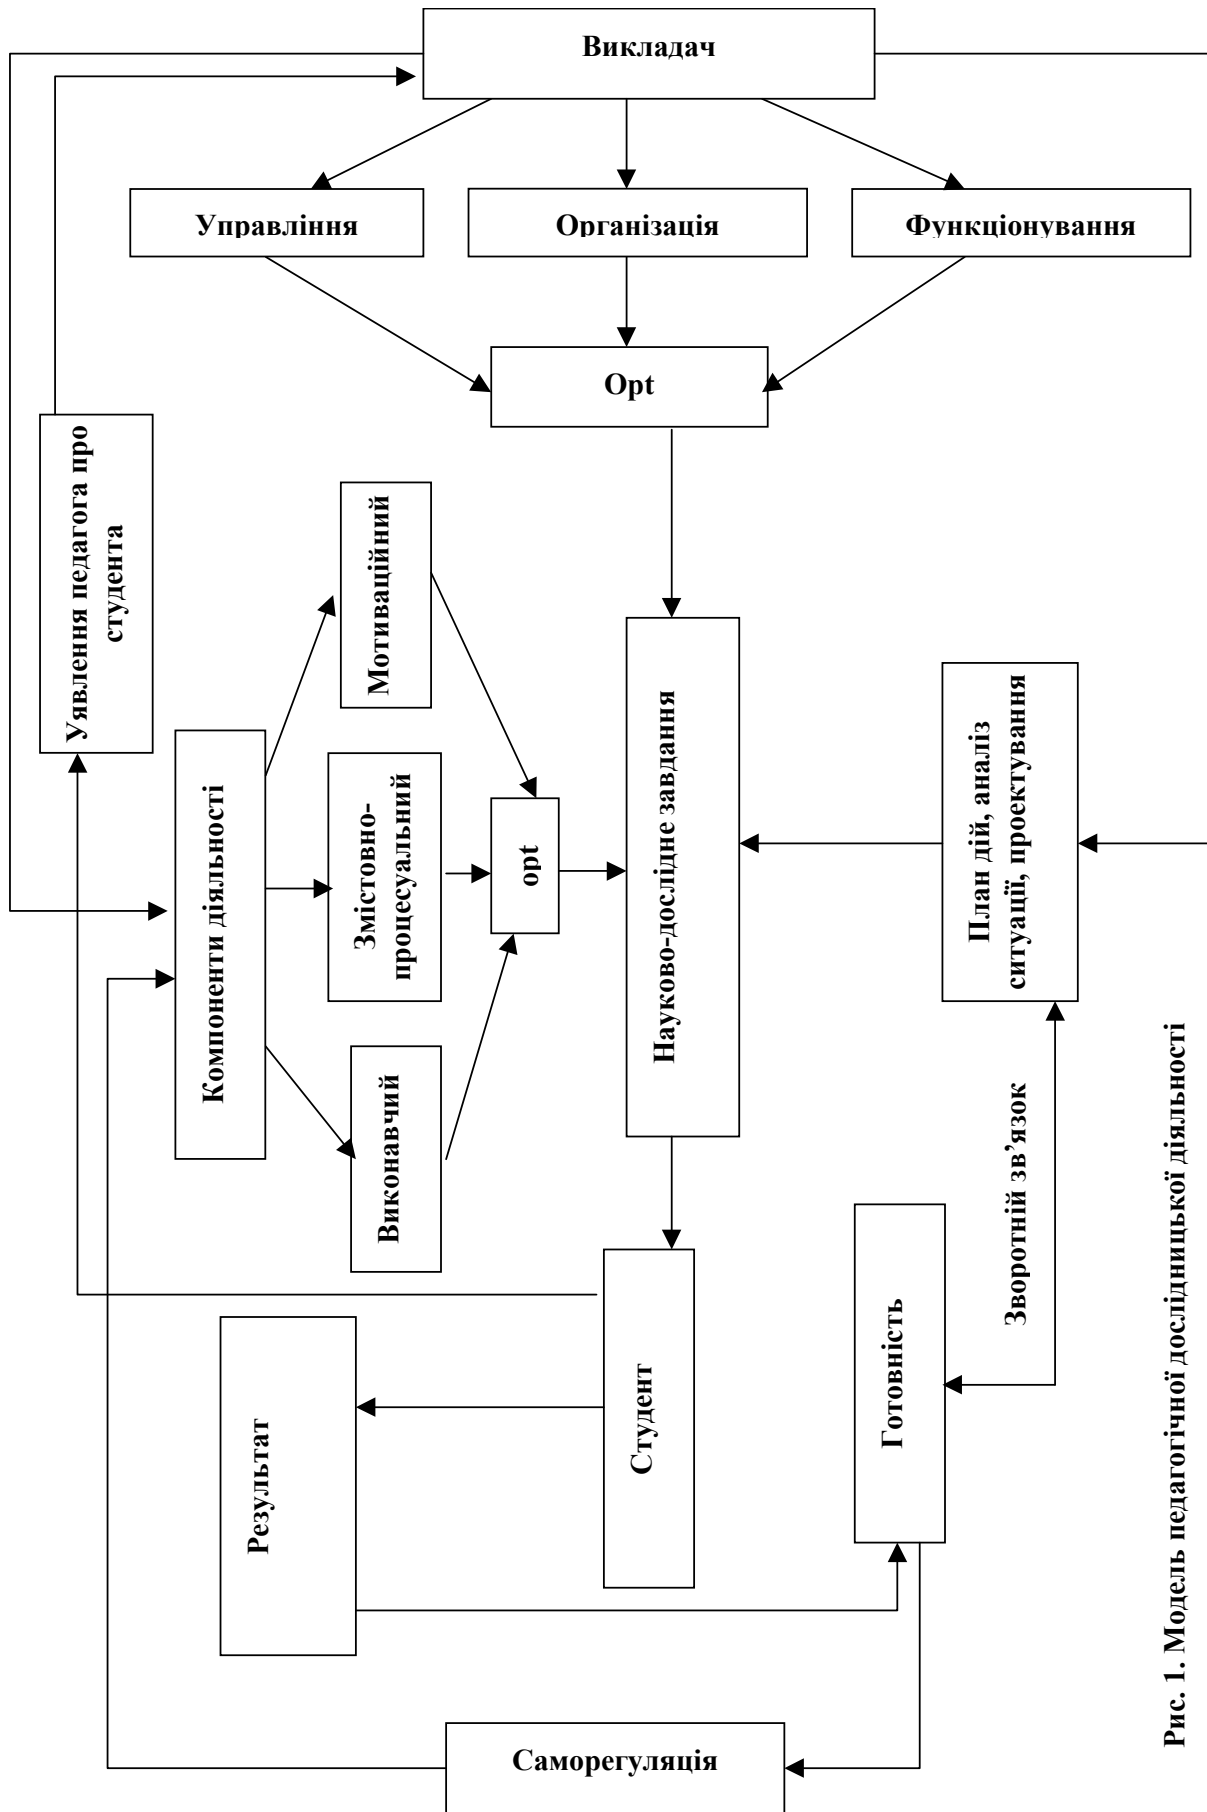 Викладач
Управління
Організація
Функціонування
Opt
Уявлення педагога про
студента
Мотиваційний
Компоненти діяльності
Змістовно-
процесуальний
opt
Виконавчий
Науково-дослідне завдання
План дій, аналіз
ситуації, проектування
Зворотній зв’язок
Готовність
Студент
Результат
Саморегуляція
Рис. 1. Модель педагогічної дослідницької діяльності